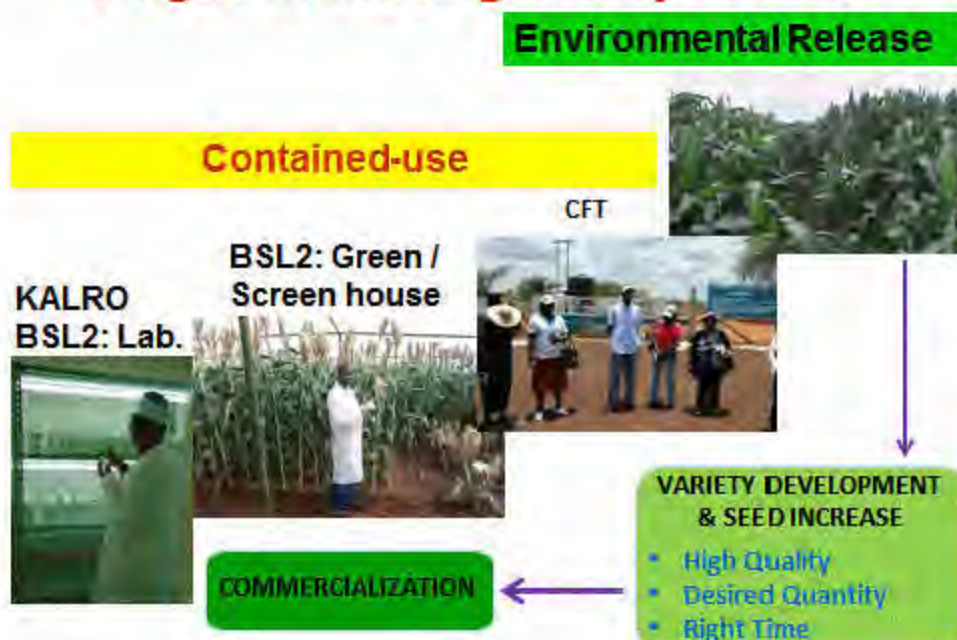 Environmental Release
Contained-use
CFT
BSL2: Green /
Screen house
KALRO
BSL2: Lab.
VARIETY DEVELOPMENT
& SEED INCREASE
• High Quality
• Desired Quantity
• Right Time
COMMERCIALIZATION